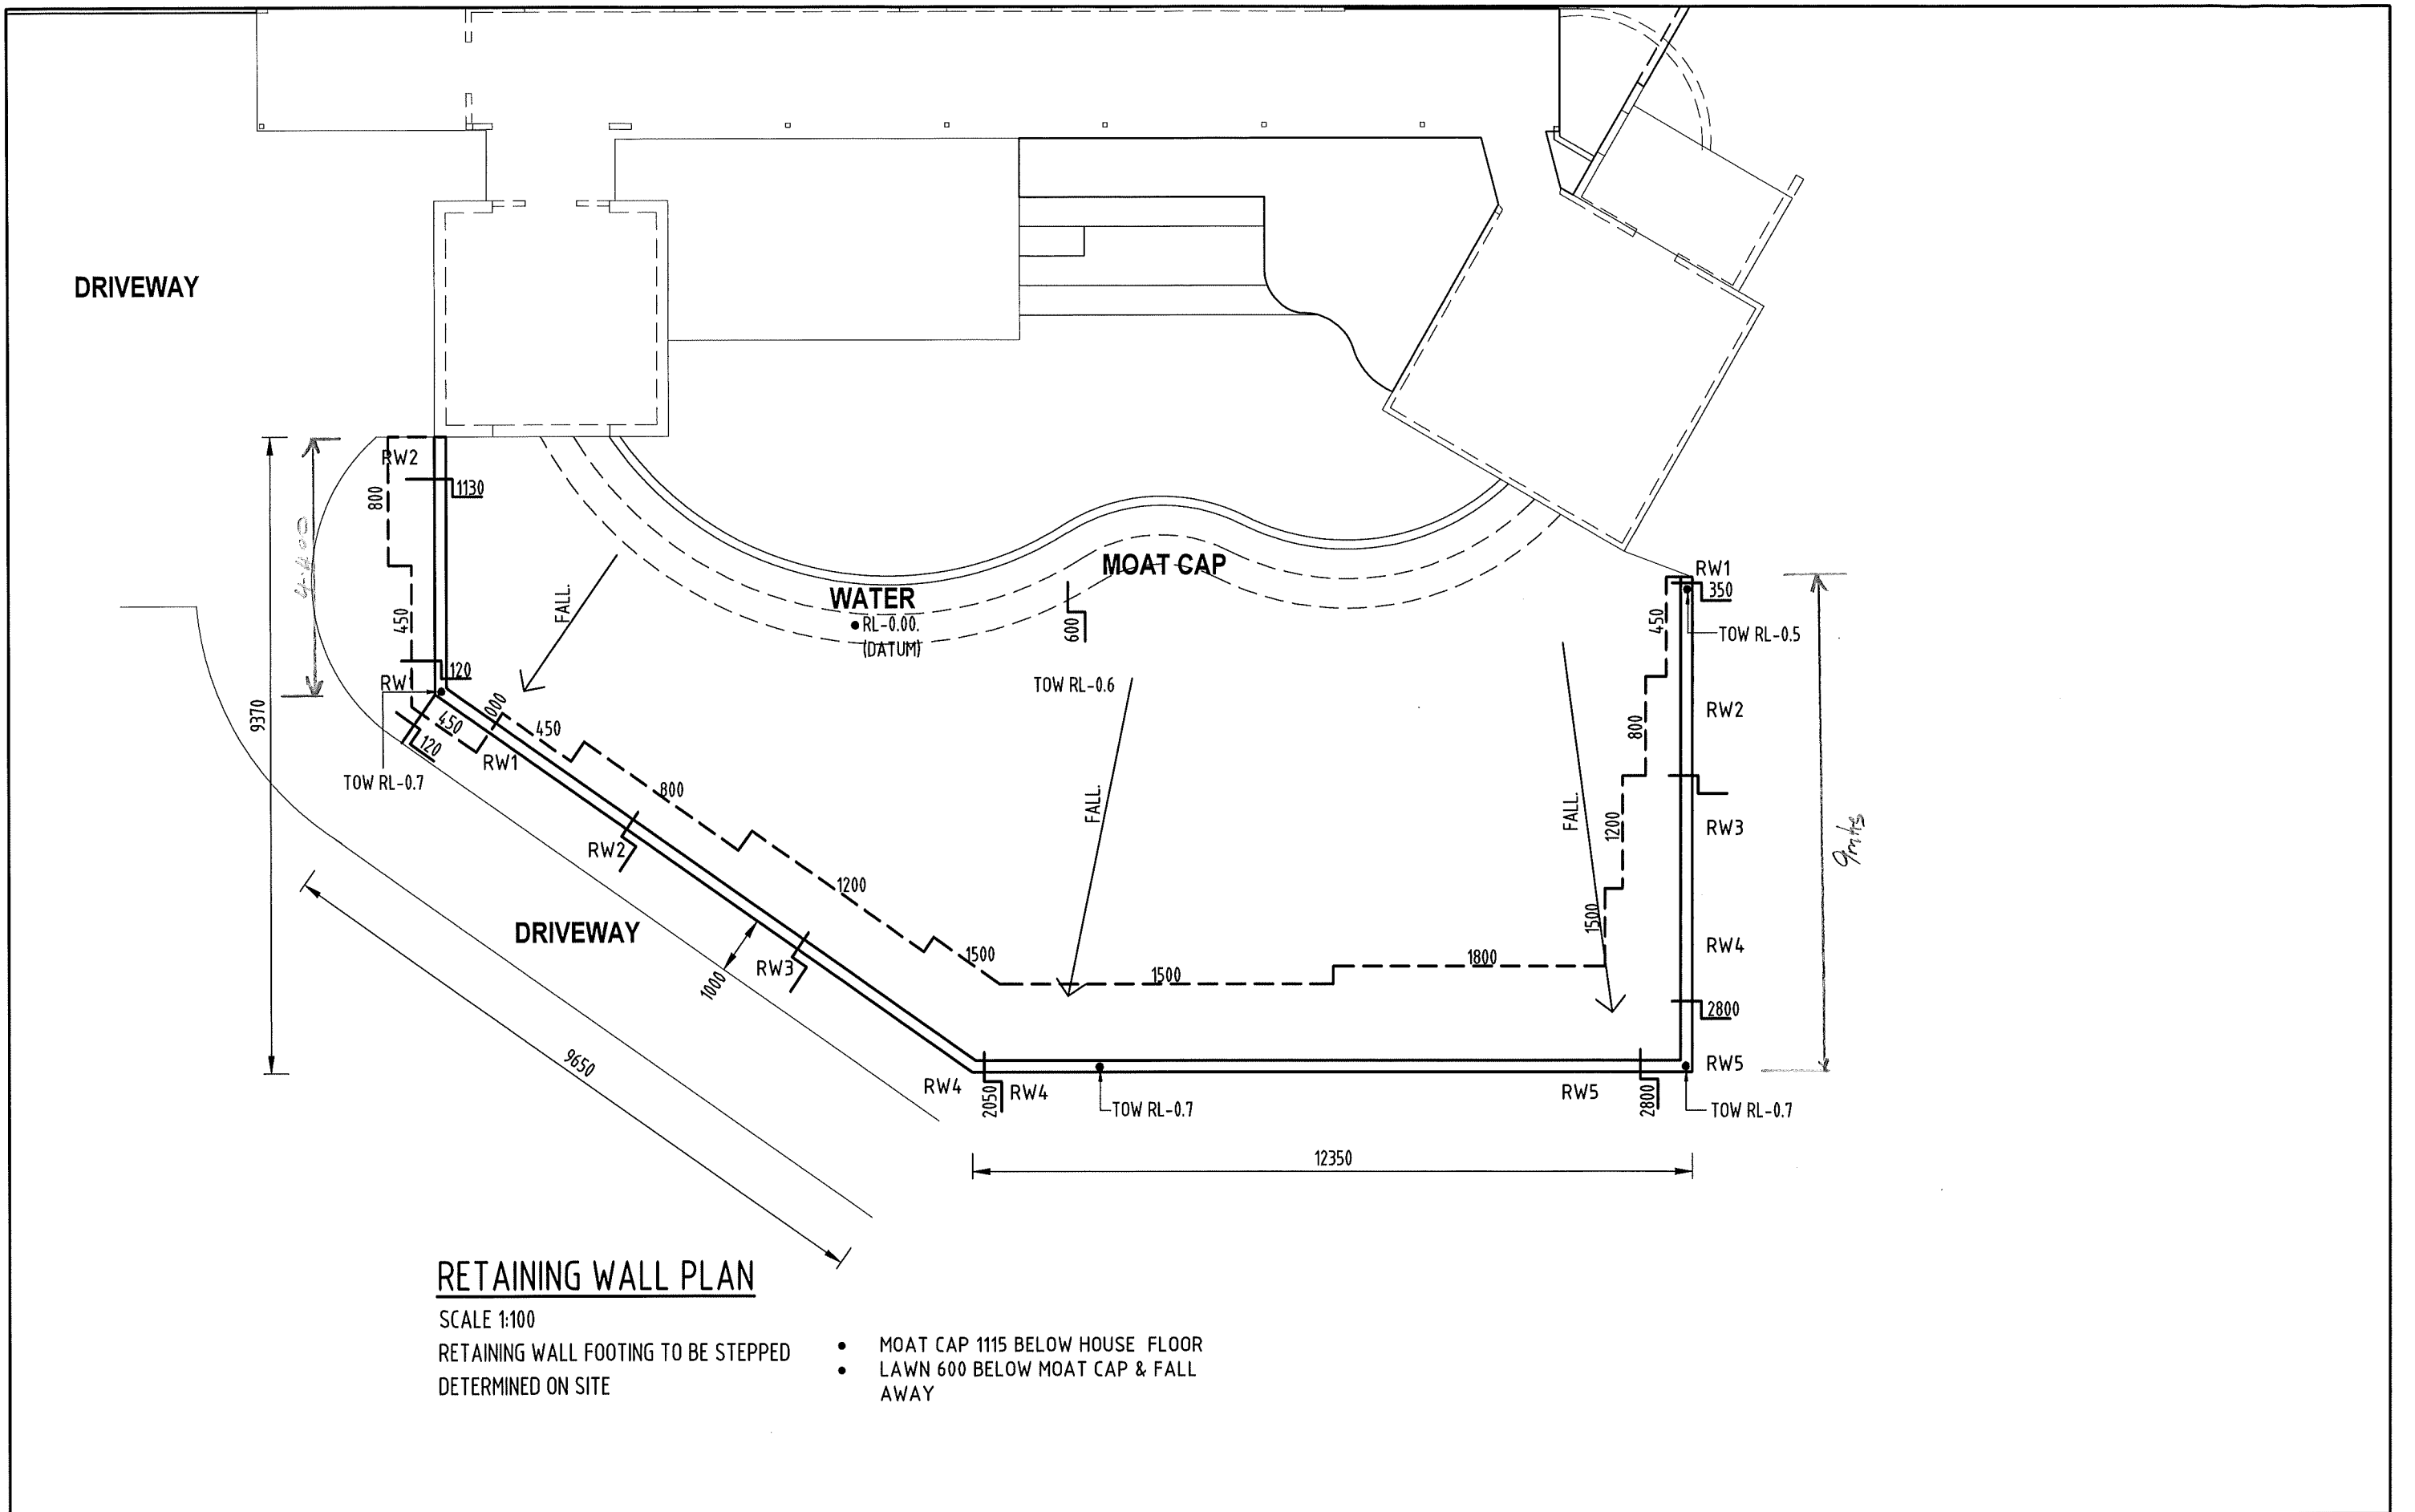 DRIVEWAY
RW2
800
1130
4400
450
FALL.
MOAT CAP
WATER
RL-0.00.
(DATUM)
600
RW1
350
450
TOW RL-0.5
120
TOW RL-0.6
RW2
800
450
120
RW1
450
TOW RL-0.7
9370
800
FALL.
FALL.
1200
RW3
9mtrs
RW2
1200
DRIVEWAY
1500
RW4
RW3
1000
1500
1500
1800
2800
9650
RW4
2050
RW4
RW5
2800
RW5
TOW RL-0.7
TOW RL-0.7
12350
RETAINING WALL PLAN
SCALE 1:100
RETAINING WALL FOOTING TO BE STEPPED
DETERMINED ON SITE
• MOAT CAP 1115 BELOW HOUSE FLOOR
• LAWN 600 BELOW MOAT CAP & FALL
AWAY